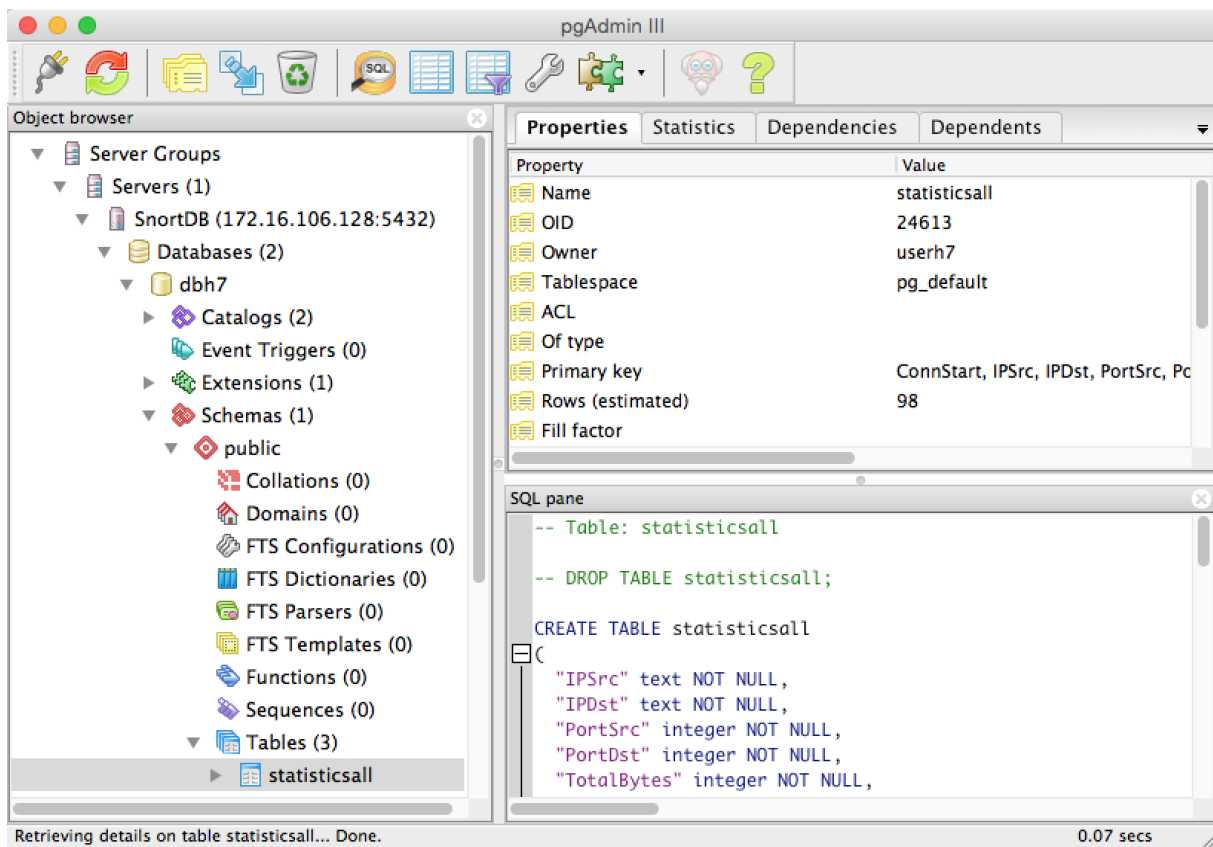 pgAdmin III
SQL
Object browser
Server Groups
Servers (1)
SnortDB (172.16.106.128:5432)
Databases (2)
dbh7
Catalogs (2)
Event Triggers (0)
Extensions (1)
Schemas (1)
public
Collations (0)
Domains (0)
FTS Configurations (0)
FTS Dictionaries (0)
FTS Parsers (0)
FTS Templates (0)
Functions (0)
Sequences (0)
Tables (3)
statisticsall
Properties Statistics Dependencies Dependents
Property Value
Name statisticsall
OID 24613
Owner userh7
Tablespace pg_default
ACL
Of type
Primary key ConnStart, IPSrc, IPDst, PortSrc, Pc
Rows (estimated) 98
Fill factor
SQL pane
-- Table: statisticsall
-- DROP TABLE statisticsall;
CREATE TABLE statisticsall
(
"IPSrc" text NOT NULL,
"IPDst" text NOT NULL,
"PortSrc" integer NOT NULL,
"PortDst" integer NOT NULL,
"TotalBytes" integer NOT NULL,
Retrieving details on table statisticsall... Done. 0.07 secs